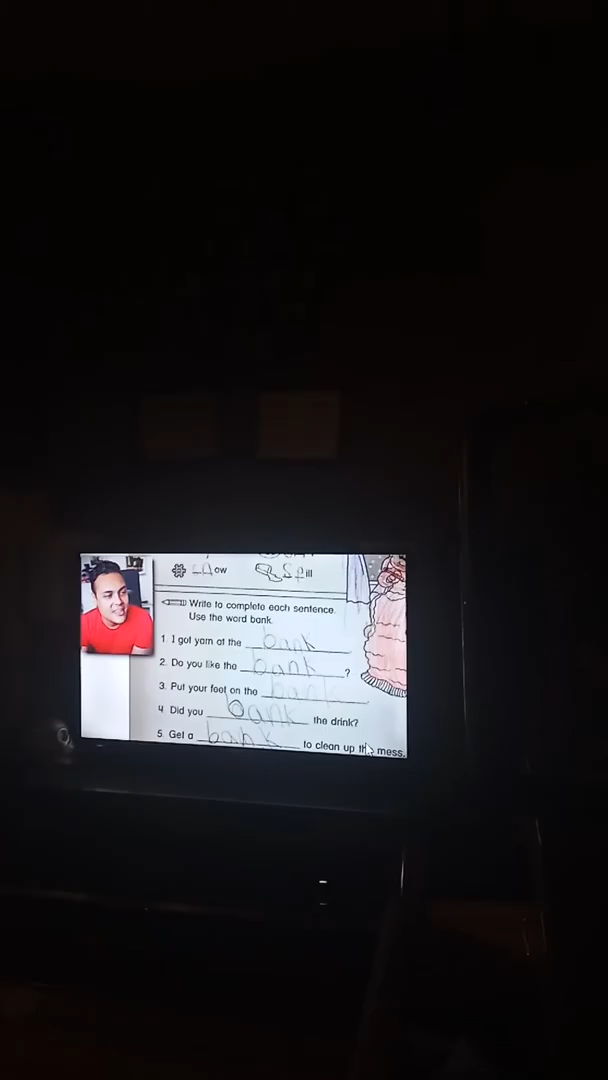 ow ill
Write to complete each sentence.
Use the word bank.
1. I got yarn at the bank
2. Do you like the bank ?
3. Put your feet on the bank .
4. Did you bank the drink?
5. Get a bank to clean up the mess.